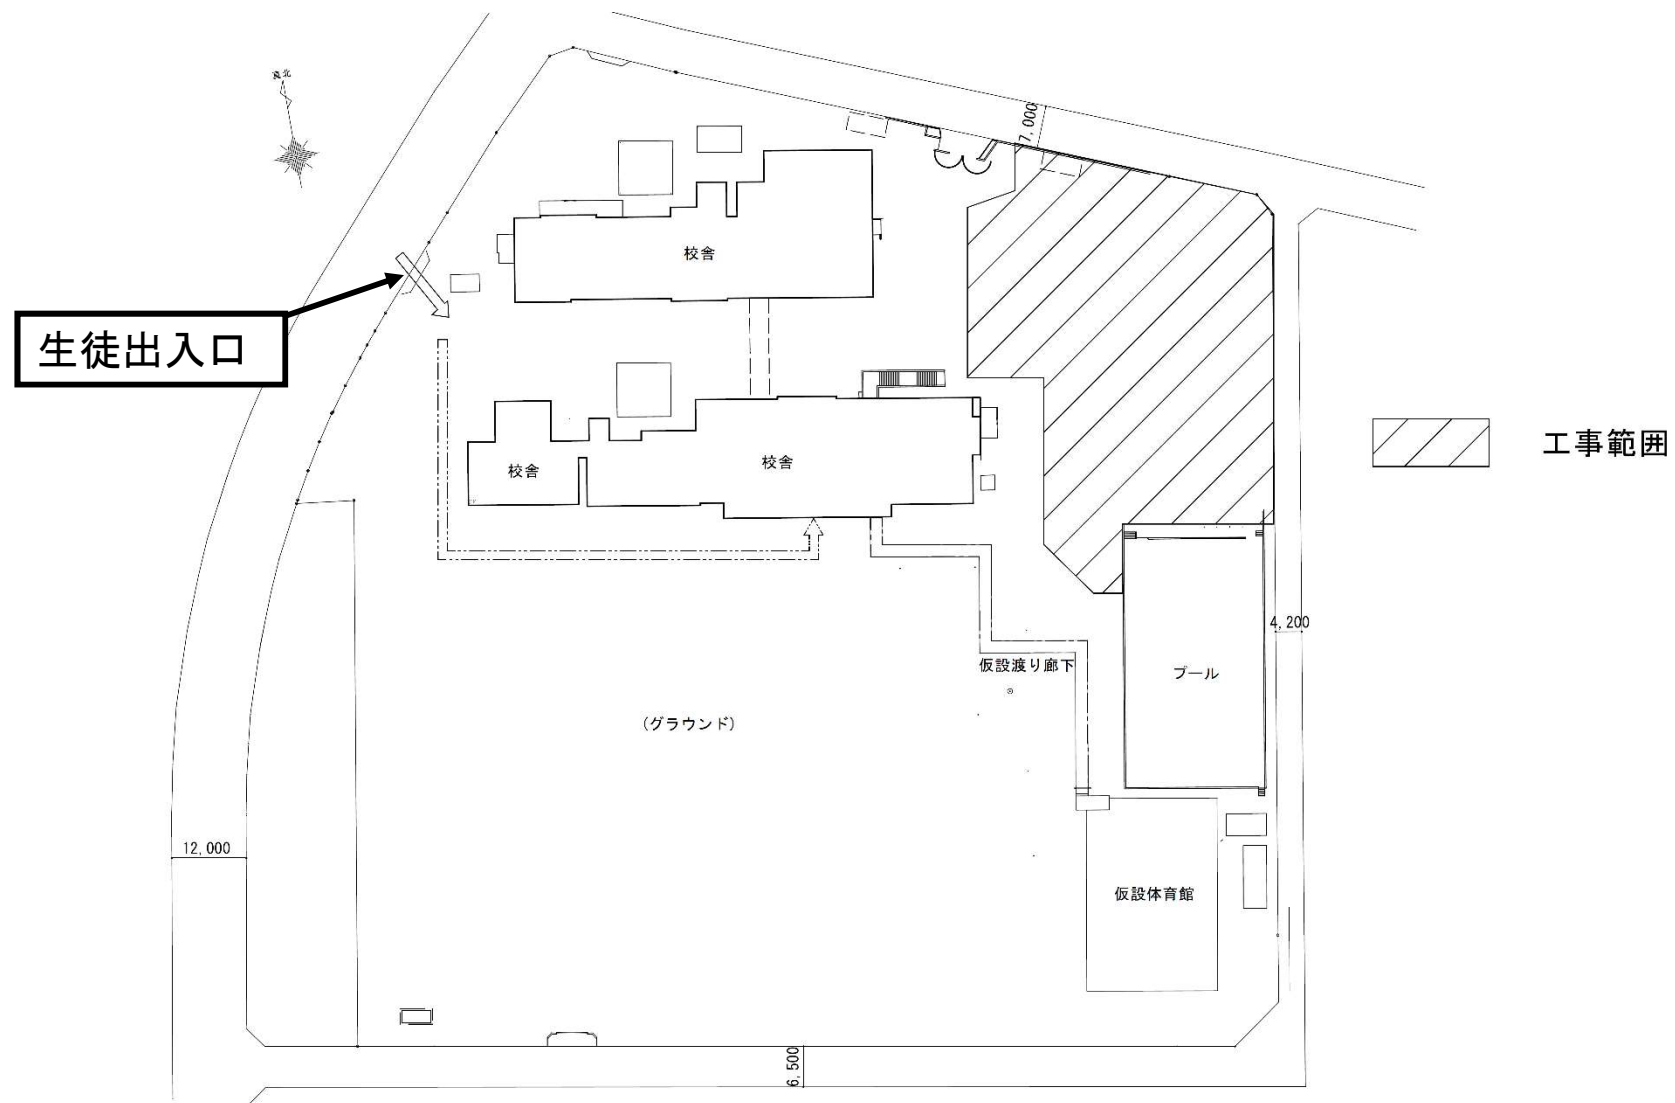 真北
7,000
校舎
生徒出入口
工事範囲
校舎
校舎
4,200
仮設渡り廊下
プール
(グラウンド)
12,000
仮設体育館
6,500